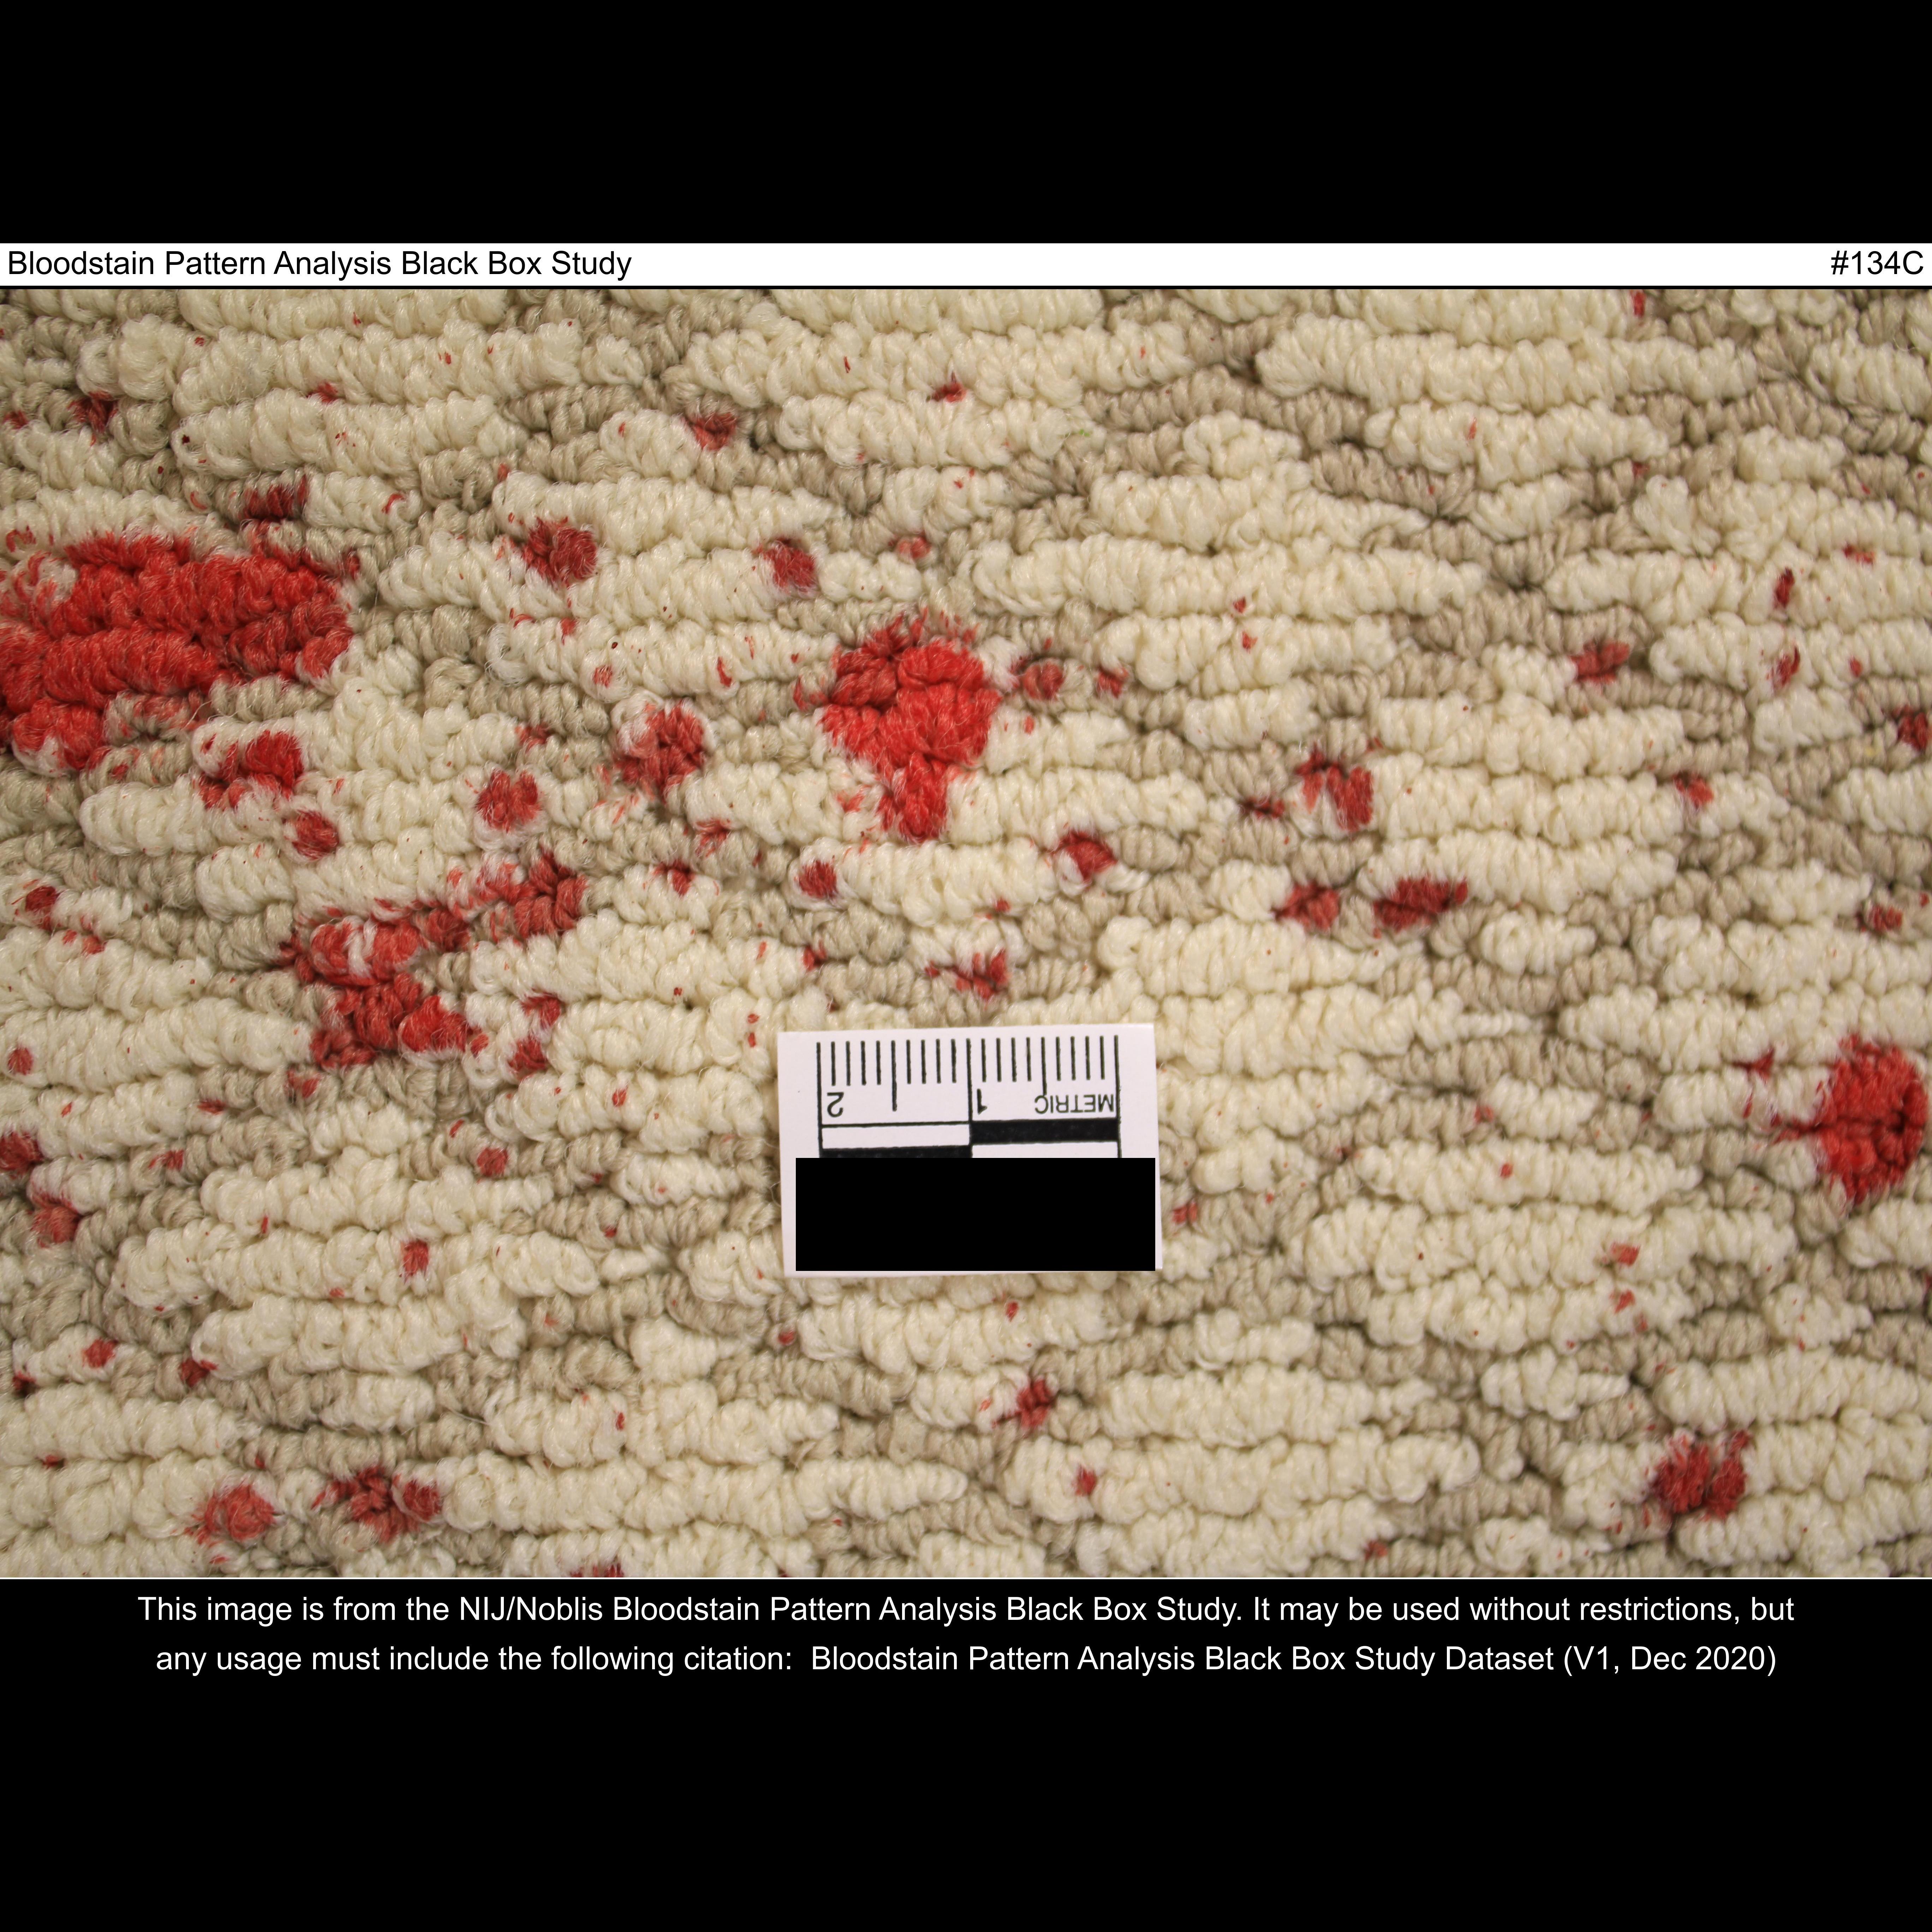 Bloodstain Pattern Analysis Black Box Study #134C
2 1 METRIC
This image is from the NIJ/Noblis Bloodstain Pattern Analysis Black Box Study. It may be used without restrictions, but
any usage must include the following citation: Bloodstain Pattern Analysis Black Box Study Dataset (V1, Dec 2020)